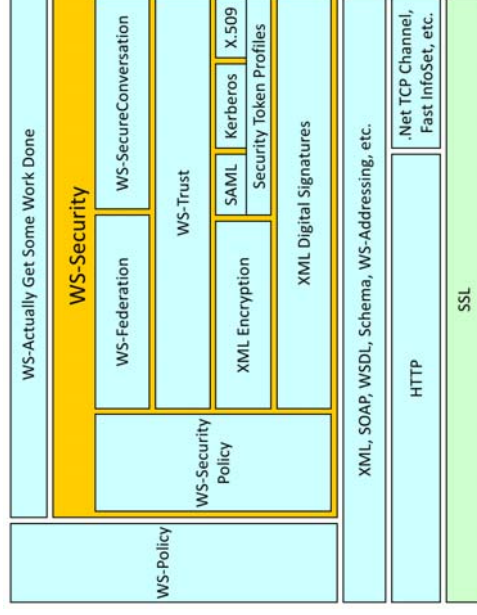 WS-Actually Get Some Work Done
WS-Policy
WS-Security
WS-Security
Policy
WS-Federation
WS-SecureConversation
WS-Trust
XML Encryption
SAML
Kerberos
X.509
Security Token Profiles
XML Digital Signatures
XML, SOAP, WSDL, Schema, WS-Addressing, etc.
HTTP
.Net TCP Channel,
Fast InfoSet, etc.
SSL